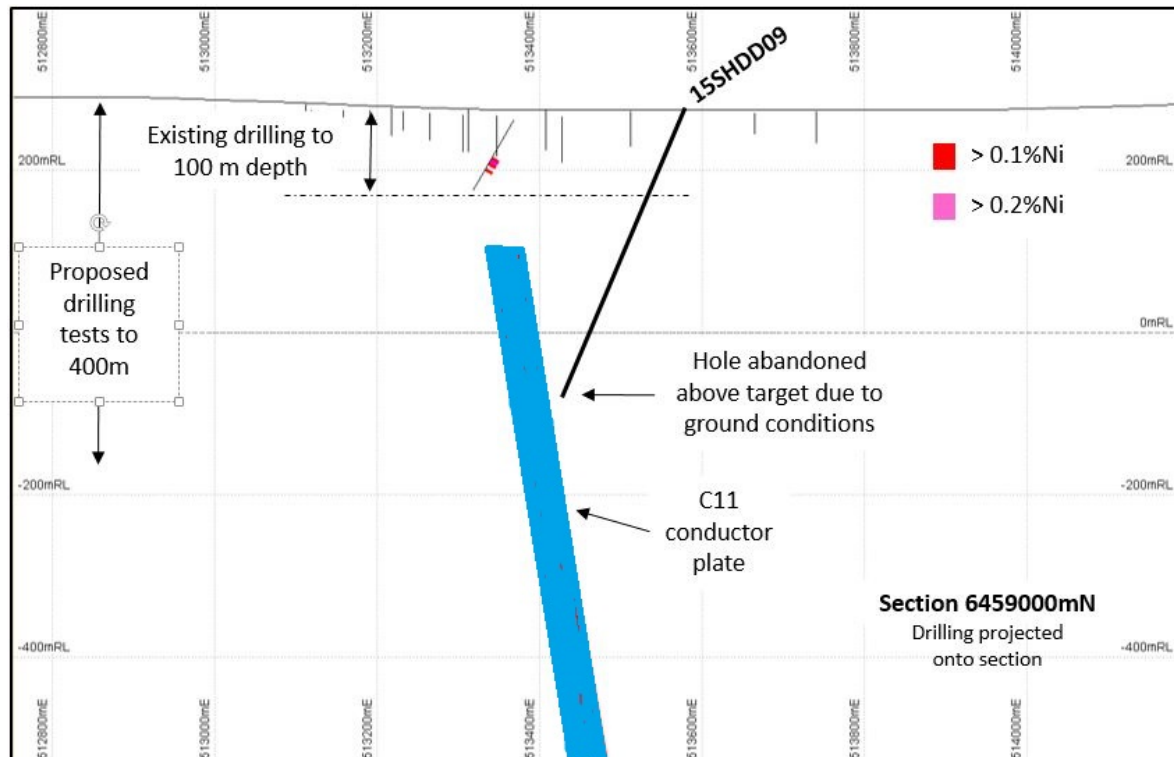 512800mE
513000mE
513200mE
513400mE
513600mE
513800mE
514000mE
15SHDD09
Existing drilling to
100 m depth
> 0.1%Ni
> 0.2%Ni
200mRL
200mRL
Proposed
drilling
tests to
400m
0mRL
Hole abandoned
above target due to
ground conditions
-200mRL
-200mRL
C11
conductor
plate
Section 6459000mN
Drilling projected
onto section
-400mRL
-400mRL
512800mE
513000mE
513200mE
513400mE
513600mE
513800mE
514000mE